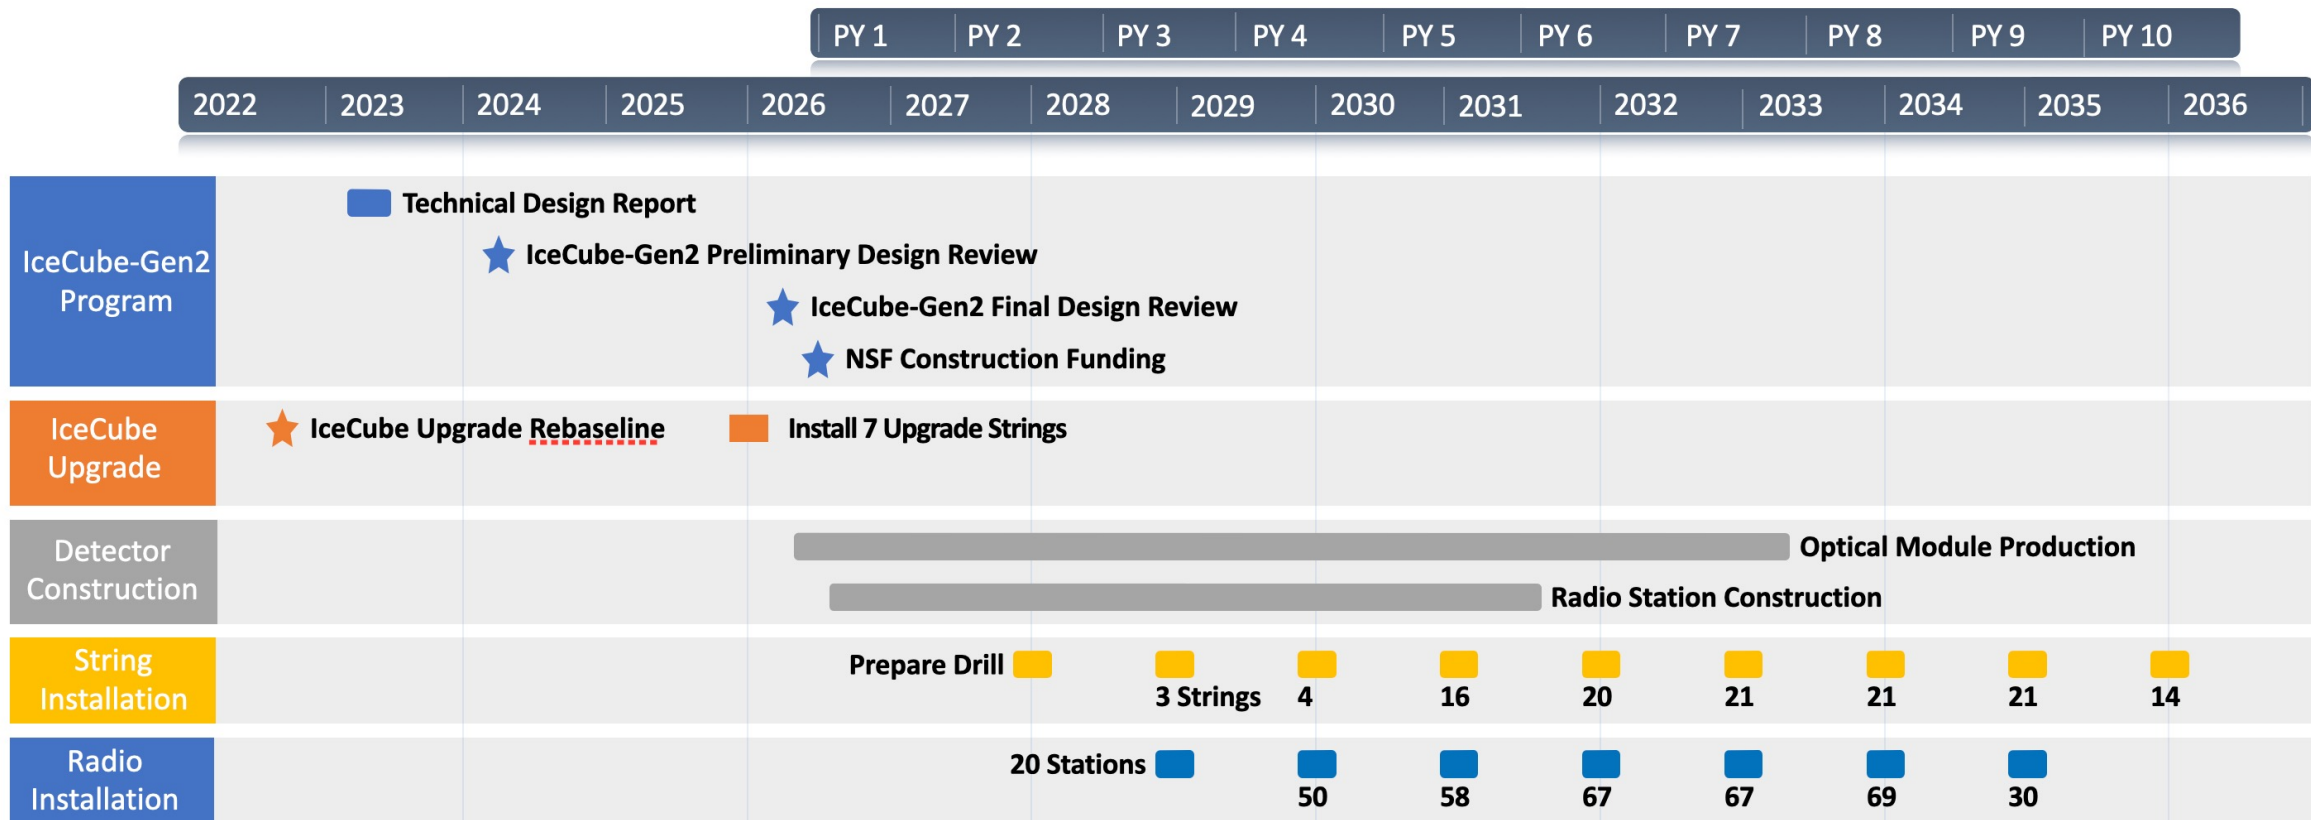 PY 1 PY 2 PY 3 PY 4 PY 5 PY 6 PY 7 PY 8 PY 9 PY 10
2022 2023 2024 2025 2026 2027 2028 2029 2030 2031 2032 2033 2034 2035 2036
IceCube-Gen2
Program
Technical Design Report
IceCube-Gen2 Preliminary Design Review
IceCube-Gen2 Final Design Review
NSF Construction Funding
IceCube
Upgrade
IceCube Upgrade Rebaseline
Install 7 Upgrade Strings
Detector
Construction
Optical Module Production
Radio Station Construction
String
Installation
Prepare Drill
3 Strings 4 16 20 21 21 21 14
Radio
Installation
20 Stations
50 58 67 67 69 30